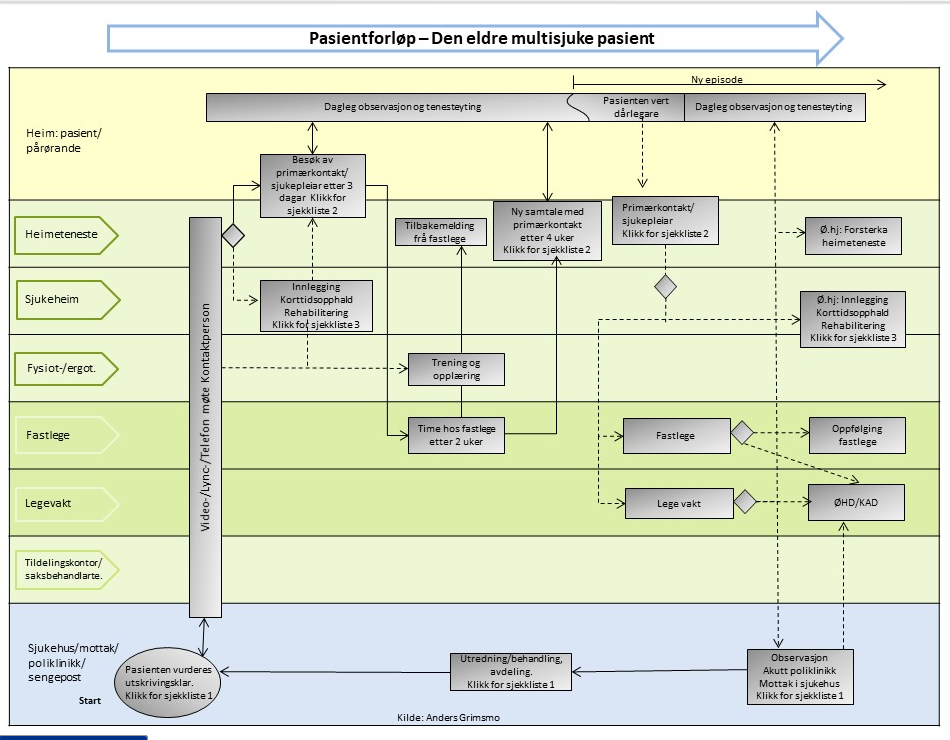 Pasientforløp – Den eldre multisjuke pasient
Ny episode
Dagleg observasjon og tenesteyting
Pasienten vert
dårlegare
Dagleg observasjon og tenesteyting
Heim: pasient/
pårørande
Besøk av
primærkontakt/
sjukepleiar etter 3
dagar Klikk for
sjekkliste 2
Heimeteneste
Tilbakemelding
frå fastlege
Ny samtale med
primærkontakt
etter 4 uker
Klikk for sjekkliste 2
Primærkontakt/
sjukepleiar
Klikk for sjekkliste 2
Ø.hj: Forsterka
heimeteneste
Sjukeheim
Innlegging
Korttidsopphald
Rehabilitering
Klikk for sjekkliste 3
Ø.hj: Innlegging
Korttidsopphald
Rehabilitering
Klikk for sjekkliste 3
Video-/Lync-/Telefon møte Kontaktperson
Fysiot-/ergot.
Trening og
opplæring
Fastlege
Time hos fastlege
etter 2 uker
Fastlege
Oppfølging
fastlege
Legevakt
Lege vakt
ØHD/KAD
Tildelingskontor/
saksbehandlarte.
Sjukehus/mottak/
poliklinikk/
sengepost
Start
Pasienten vurderes
utskrivingsklar.
Klikk for sjekkliste 1
Utredning/behandling,
avdeling.
Klikk for sjekkliste 1
Observasjon
Akutt poliklinikk
Mottak i sjukehus
Klikk for sjekkliste 1
Kilde: Anders Grimsmo